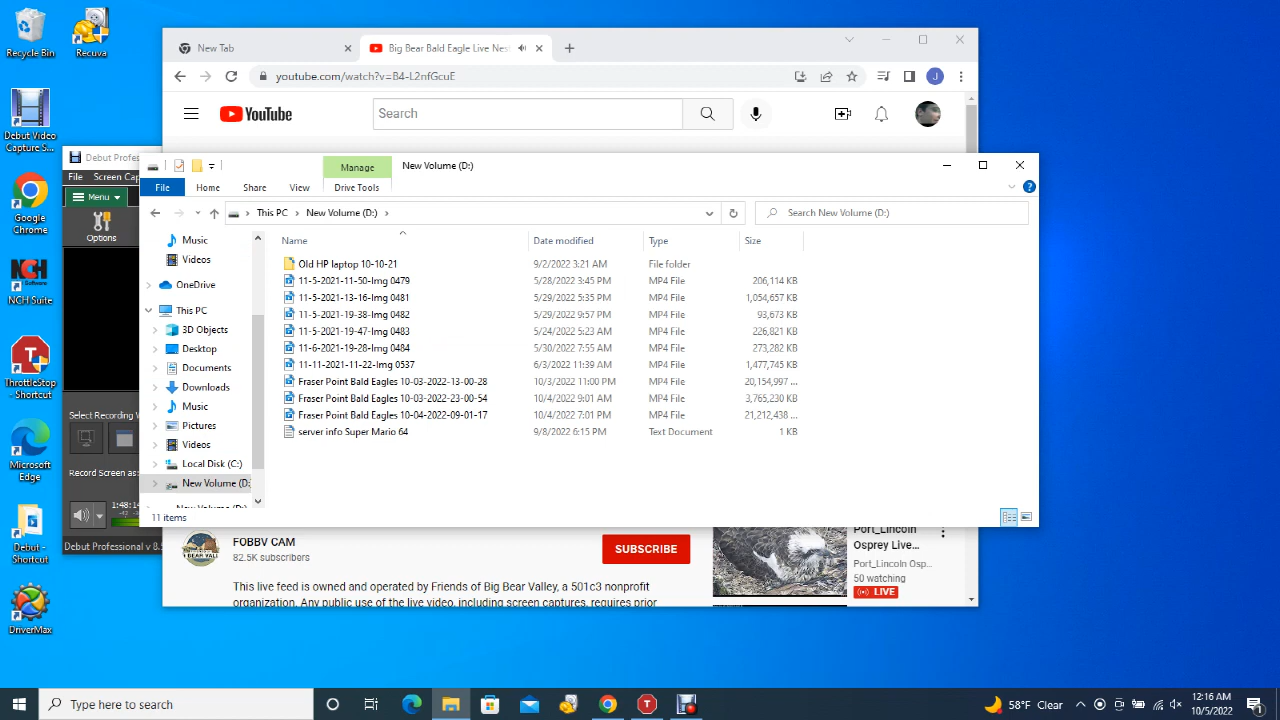 Recycle Bin
Recuva
Debut Video
Capture S...
Google
Chrome
NCH
NCH Suite
ThrottleStop
- Shortcut
Microsoft
Edge
Debut -
Shortcut
DriverMax
New Tab
Big Bear Bald Eagle Live Nest
youtube.com/watch?v=B4-L2nfGcuE
J
YouTube
Search
Debut Profession
File Screen Cap
Menu
Options
Select Recording
Record Screen as:
1:48:14
Debut Professional v 8.
Manage
New Volume (D:)
File Home Share View Drive Tools
This PC New Volume (D:)
Search New Volume (D:)
Music
Videos
OneDrive
This PC
3D Objects
Desktop
Documents
Downloads
Music
Pictures
Videos
Local Disk (C:)
New Volume (D:
New Volume (D:)
Name Date modified Type Size
Old HP laptop 10-10-21 9/2/2022 3:21 AM File folder
11-5-2021-11-50-Img 0479 5/28/2022 3:45 PM MP4 File 206,114 KB
11-5-2021-13-16-Img 0481 5/29/2022 5:35 PM MP4 File 1,054,657 KB
11-5-2021-19-38-Img 0482 5/29/2022 9:57 PM MP4 File 93,673 KB
11-5-2021-19-47-Img 0483 5/24/2022 5:23 AM MP4 File 226,821 KB
11-6-2021-19-28-Img 0484 5/30/2022 7:55 AM MP4 File 273,282 KB
11-11-2021-11-22-Img 0537 6/3/2022 11:39 AM MP4 File 1,477,745 KB
Fraser Point Bald Eagles 10-03-2022-13-00-28 10/3/2022 11:00 PM MP4 File 20,154,997 ...
Fraser Point Bald Eagles 10-03-2022-23-00-54 10/4/2022 9:01 AM MP4 File 3,765,230 KB
Fraser Point Bald Eagles 10-04-2022-09-01-17 10/4/2022 7:01 PM MP4 File 21,212,438 ...
server info Super Mario 64 9/8/2022 6:15 PM Text Document 1 KB
11 items
FOBBV CAM
82.5K subscribers
SUBSCRIBE
This live feed is owned and operated by Friends of Big Bear Valley, a 501c3 nonprofit
organization. Any public use of the live video, including screen captures, requires prior
Port_Lincoln
Osprey Live...
Port_Lincoln Osp...
50 watching
LIVE
Type here to search
58°F Clear
12:16 AM
10/5/2022
1